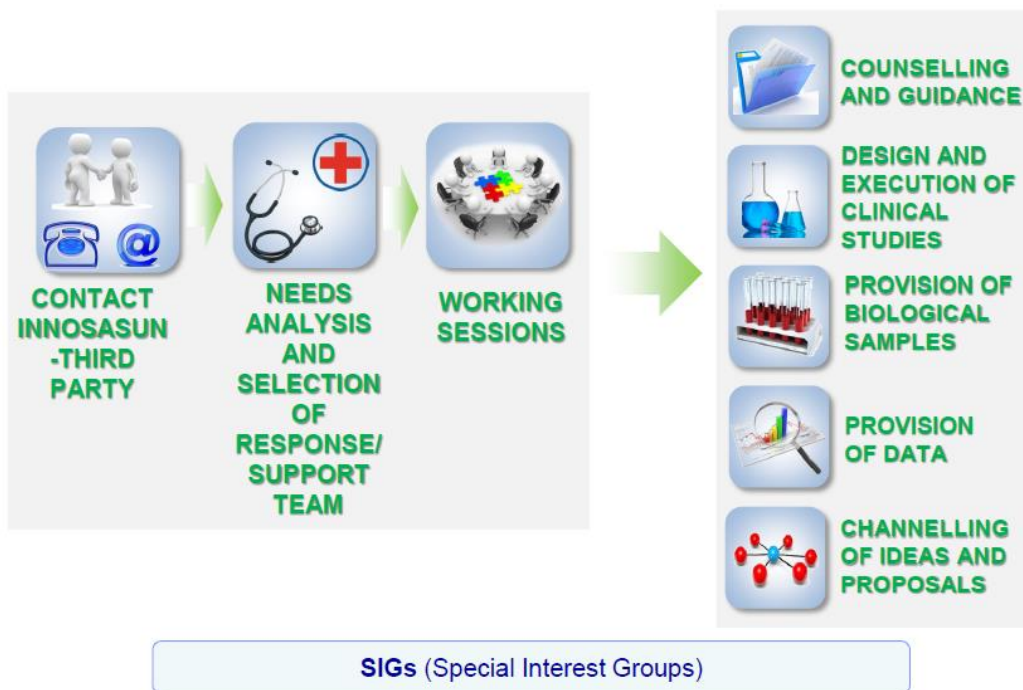 CONTACT
INNOSASUN
-THIRD
PARTY
NEEDS
ANALYSIS
AND
SELECTION
OF
RESPONSE/
SUPPORT
TEAM
WORKING
SESSIONS
COUNSELLING
AND GUIDANCE
DESIGN AND
EXECUTION OF
CLINICAL
STUDIES
PROVISION OF
BIOLOGICAL
SAMPLES
PROVISION
OF DATA
CHANNELLING
OF IDEAS AND
PROPOSALS
SIGs (Special Interest Groups)